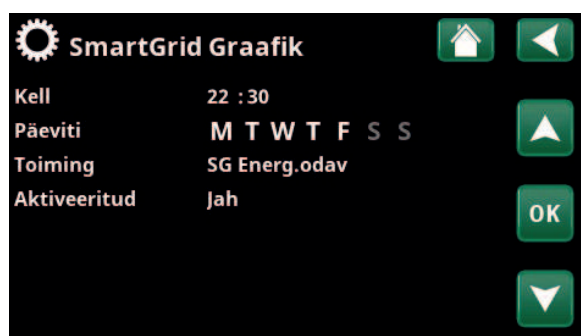 SmartGrid Graafik
Kell 22 :30
Päeviti M T W T F S S
Toiming SG Energ.odav
Aktiveeritud Jah
OK